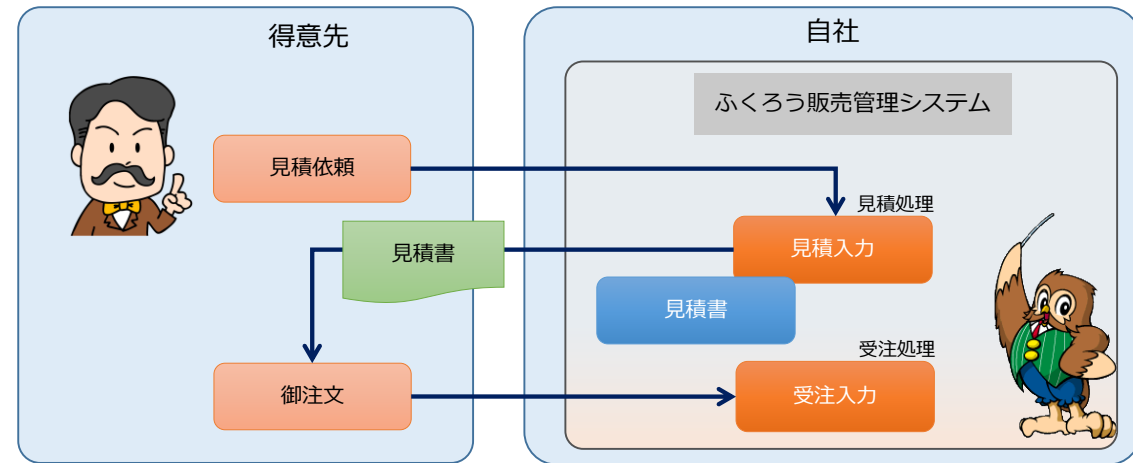 得意先
自社
ふくろう販売管理システム
見積依頼
見積処理
見積書
見積入力
見積書
受注処理
御注文
受注入力